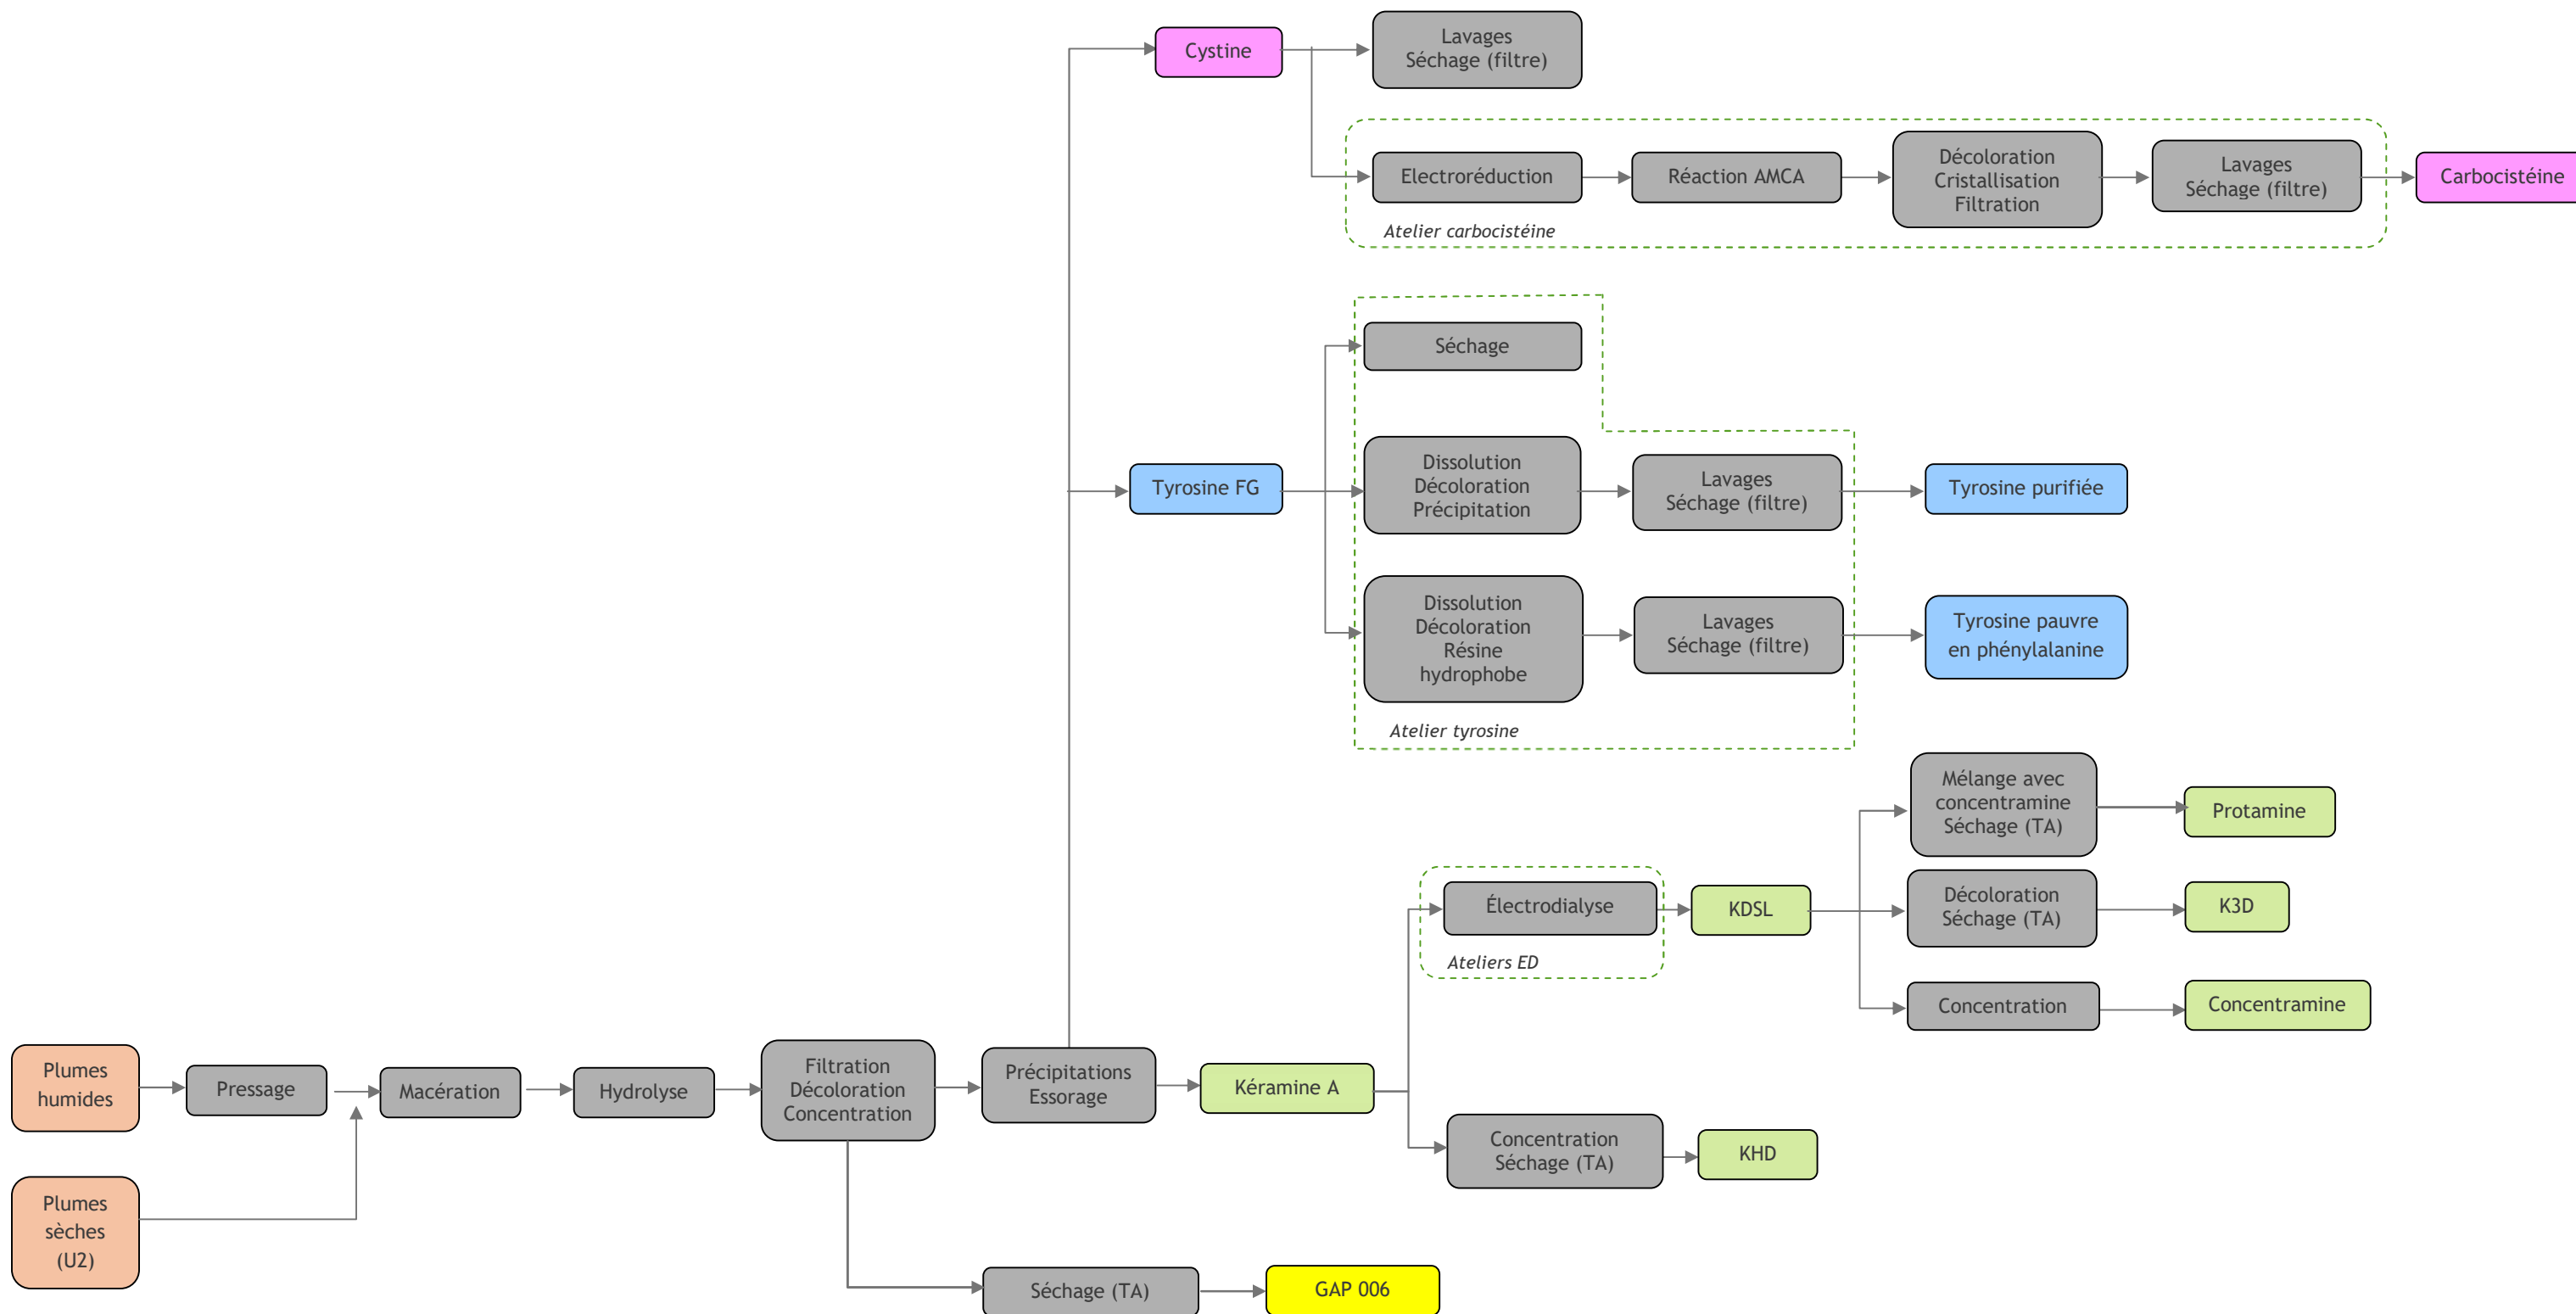 Cystine
Lavages
Séchage (filtre)
Electroréduction
Réaction AMCA
Décoloration
Cristallisation
Filtration
Lavages
Séchage (filtre)
Carbocistéine
Atelier carbocistéine
Séchage
Tyrosine FG
Dissolution
Décoloration
Précipitation
Lavages
Séchage (filtre)
Tyrosine purifiée
Dissolution
Décoloration
Résine
hydrophobe
Lavages
Séchage (filtre)
Tyrosine pauvre
en phénylalanine
Atelier tyrosine
Mélange avec
concentramine
Séchage (TA)
Protamine
Électrodialyse
KDSL
Décoloration
Séchage (TA)
K3D
Ateliers ED
Concentration
Concentramine
Plumes
humides
Pressage
Macération
Hydrolyse
Filtration
Décoloration
Concentration
Précipitations
Essorage
Kéramine A
Concentration
Séchage (TA)
KHD
Plumes
sèches
(U2)
Séchage (TA)
GAP 006